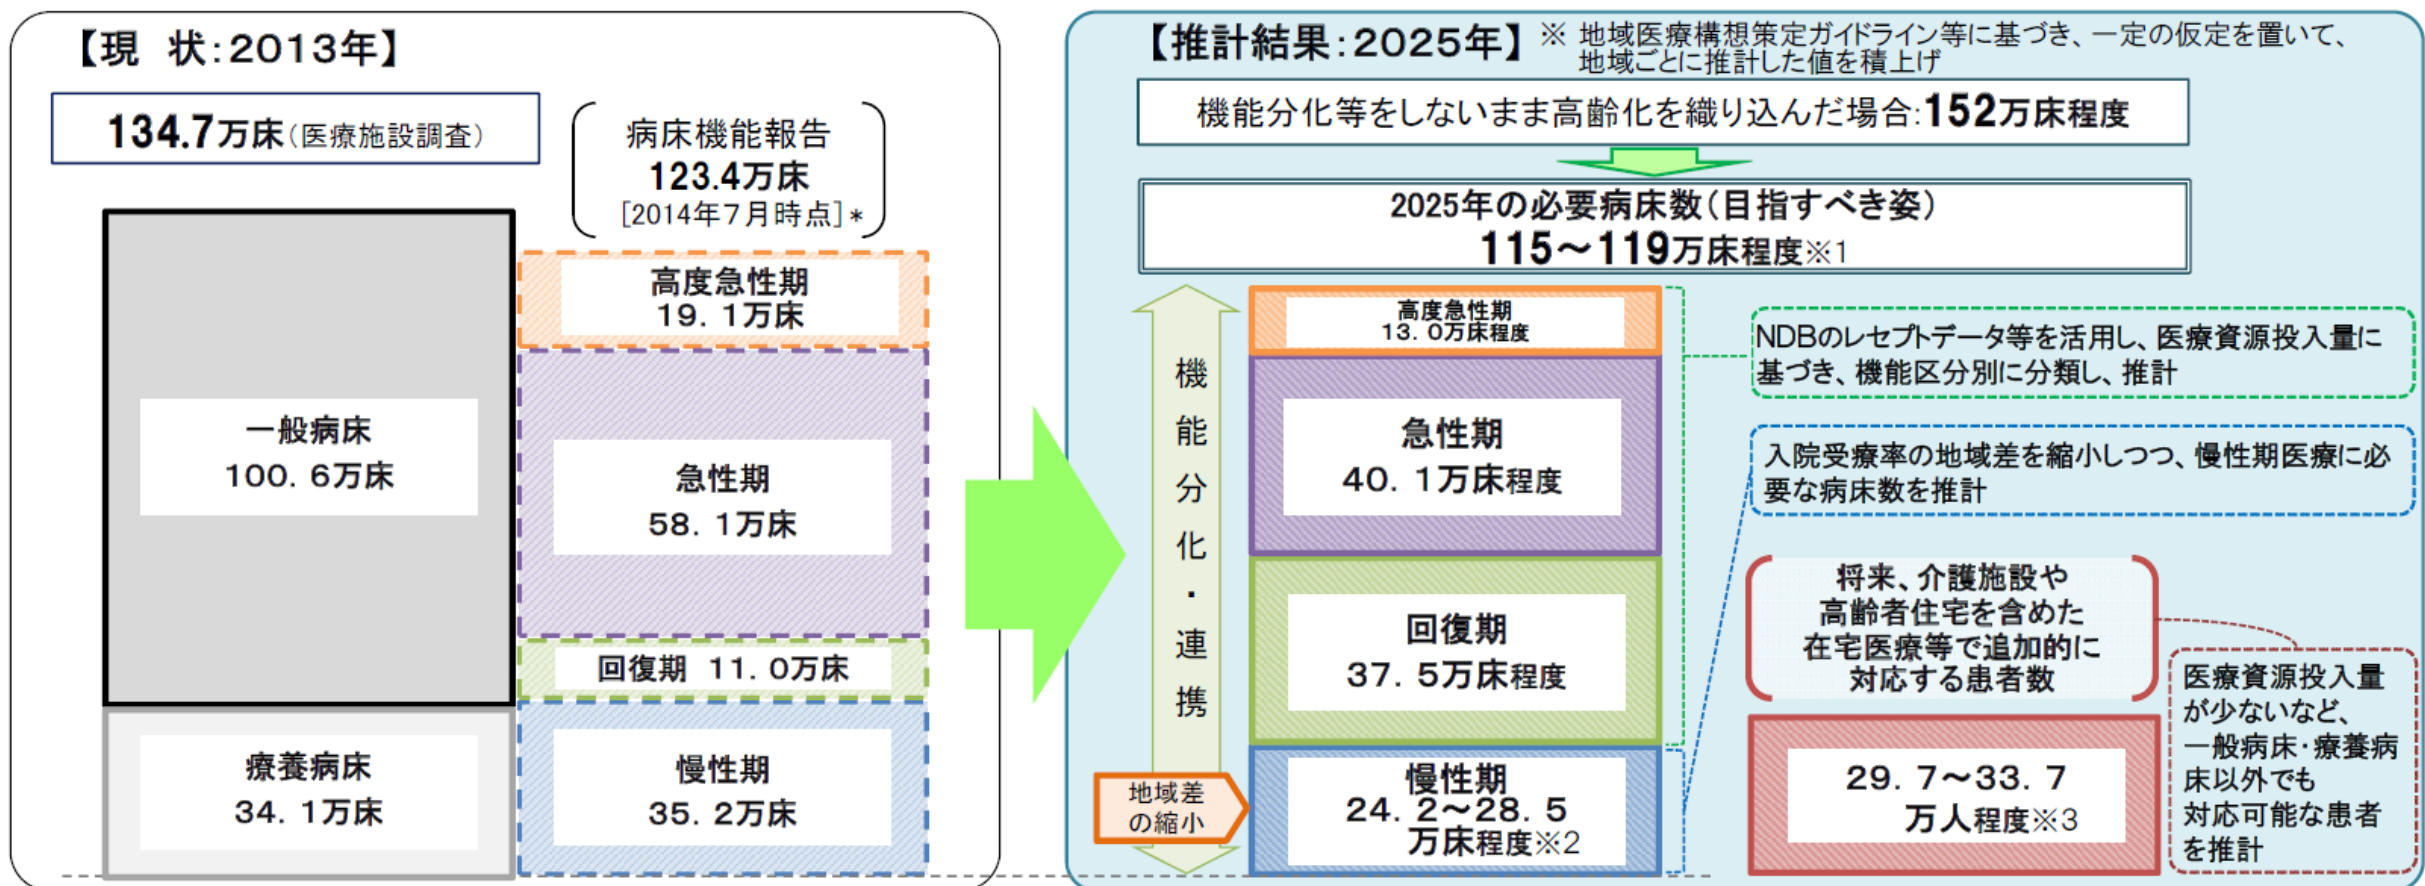 【現　状：2013年】
134.7万床（医療施設調査）
病床機能報告
123.4万床
［2014年７月時点］*
一般病床
100．6万床
療養病床
34．1万床
高度急性期
19．1万床
急性期
58．1万床
回復期 11．0万床
慢性期
35．2万床
【推計結果：2025年】※ 地域医療構想策定ガイドライン等に基づき、一定の仮定を置いて、
地域ごとに推計した値を積上げ
機能分化等をしないまま高齢化を織り込んだ場合：152万床程度
2025年の必要病床数（目指すべき姿）
115～119万床程度※1
機能分化・連携
地域差
の縮小
高度急性期
13．0万床程度
急性期
40．1万床程度
回復期
37．5万床程度
慢性期
24．2～28．5
万床程度※2
NDBのレセプトデータ等を活用し、医療資源投入量に
基づき、機能区分別に分類し、推計
入院受療率の地域差を縮小しつつ、慢性期医療に必
要な病床数を推計
将来、介護施設や
高齢者住宅を含めた
在宅医療等で追加的に
対応する患者数
29．7～33．7
万人程度※3
医療資源投入量
が少ないなど、
一般病床・療養病
床以外でも
対応可能な患者
を推計